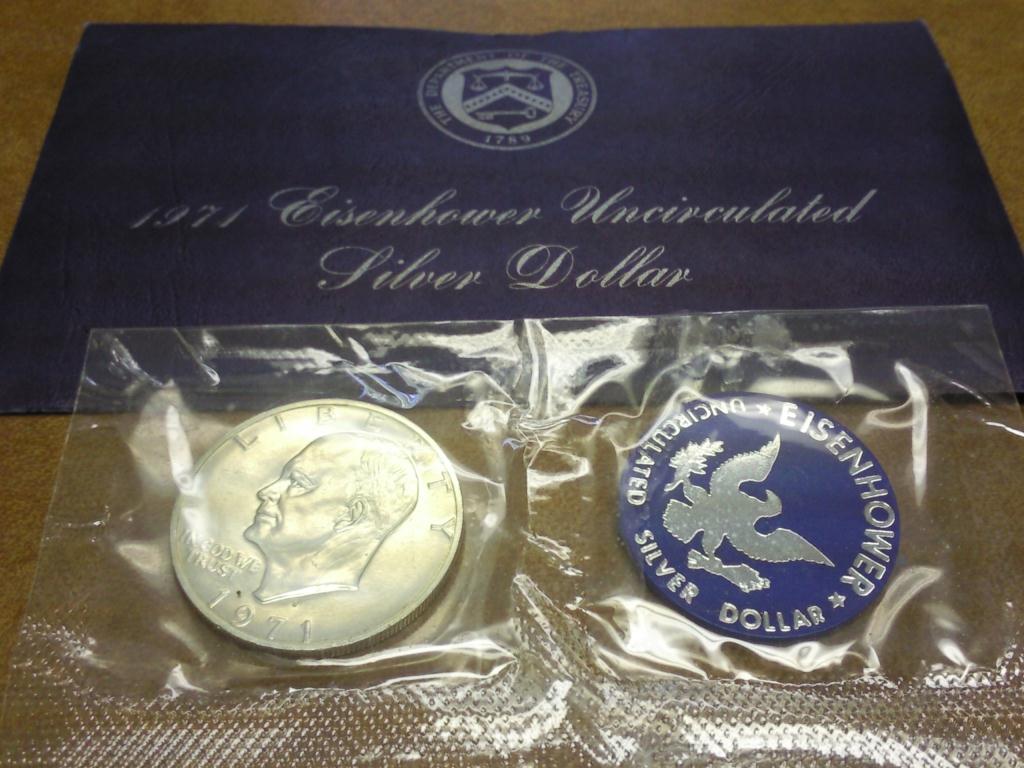 THE DEPARTMENT OF THE TREASURY
1789
1971 Eisenhower Uncirculated
Silver Dollar
LIBERTY
IN GOD WE
TRUST
1971
EISENHOWER ★ UNCIRCULATED SILVER DOLLAR ★